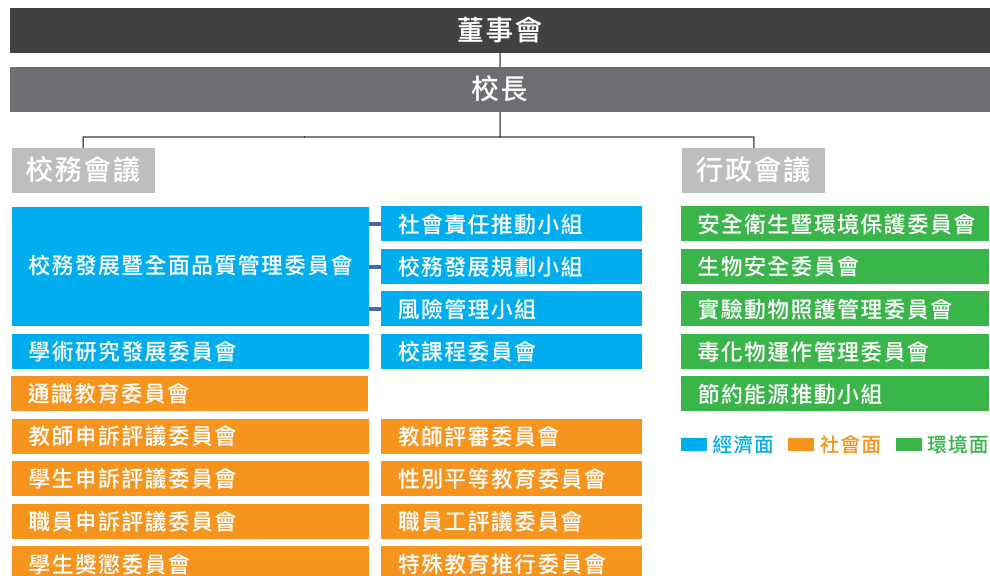 董事會
校長
校務會議
行政會議
校務發展暨全面品質管理委員會
社會責任推動小組
校務發展規劃小組
風險管理小組
學術研究發展委員會
校課程委員會
通識教育委員會
教師申訴評議委員會
教師評審委員會
學生申訴評議委員會
性別平等教育委員會
職員申訴評議委員會
職員工評議委員會
學生獎懲委員會
特殊教育推行委員會
安全衛生暨環境保護委員會
生物安全委員會
實驗動物照護管理委員會
毒化物運作管理委員會
節約能源推動小組
經濟面 社會面 環境面